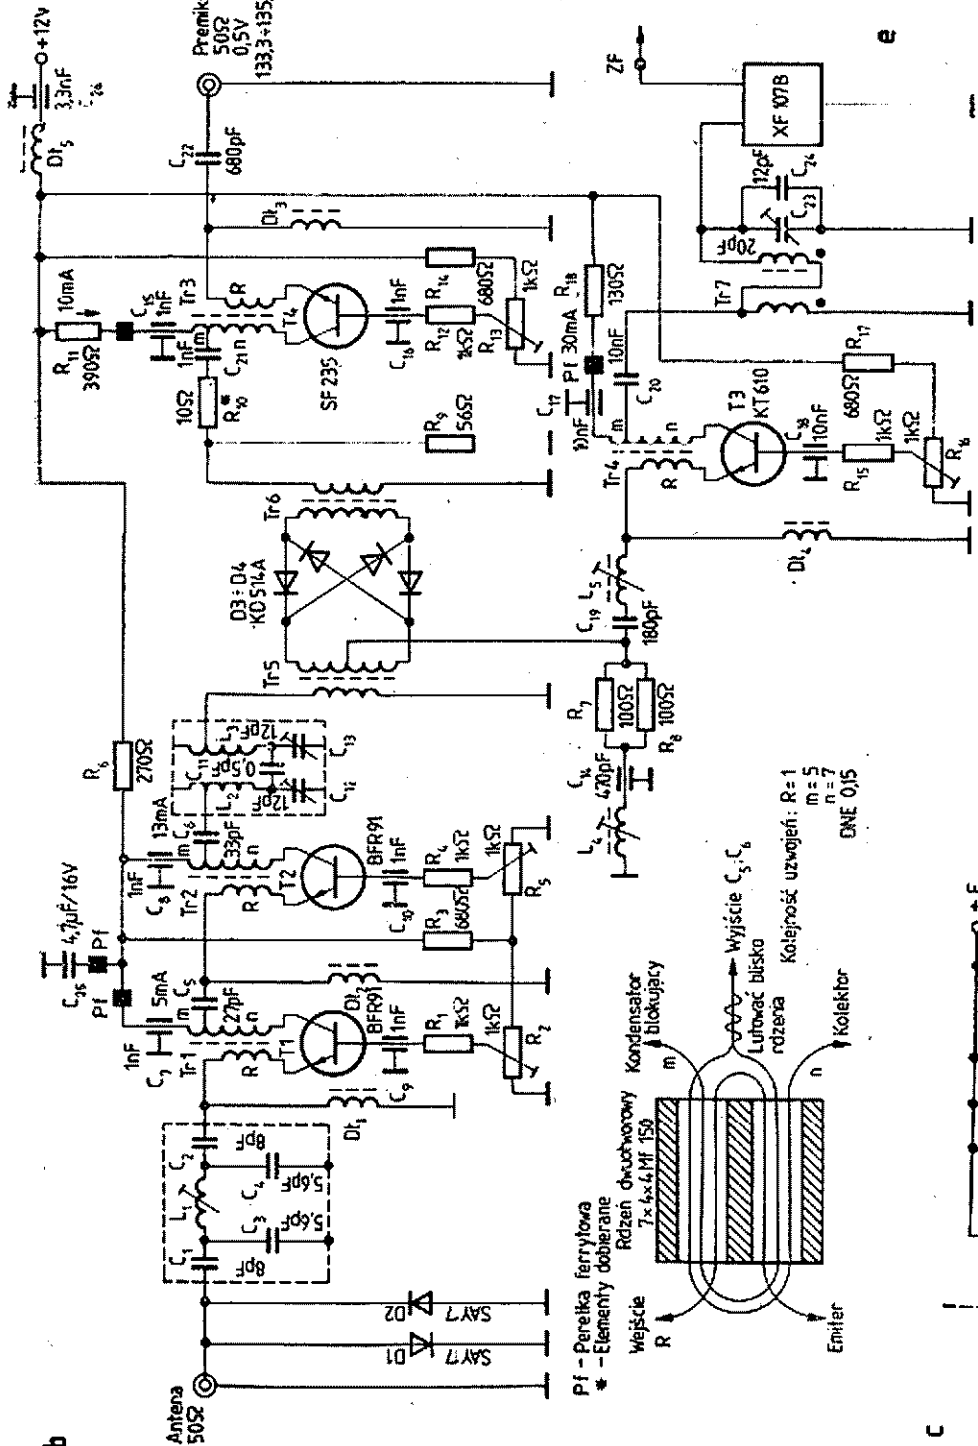 b
Antena
50Ω
D1
SAY17
D2
SAY17
C₁
8pF
L₁
C₂
8pF
C₃
5,6pF
C₄
5,6pF
Dł₁
Tr1
R
m
n
T1
BFR91
C₇
1nF
5mA
Pf
C₂₅
4,7µF/16V
Pf
C₅
27pF
C₉
1nF
R₁
1kΩ
1kΩ
R₂
Dł₂
Tr2
R
m
n
T2
BFR91
C₈
1nF
13mA
C₆
33pF
C₁₀
1nF
R₃
680Ω
R₄
1kΩ
1kΩ
R₅
R₆
270Ω
L₂
C₁₁
0,5pF
L₃
12pF
12pF
C₁₂
C₁₃
Tr5
D3÷D4
KD514A
Tr6
L₄
C₁₄
470pF
R₇
100Ω
100Ω
R₈
C₁₉
180pF
L₅
Dł₄
R₉
56Ω
10Ω
R₁₀*
R₁₁
390Ω
10mA
C₁₅
1nF
1nF
C₂₁
m
n
Tr3
R
T4
SF235
C₁₆
1nF
R₁₂
1kΩ
R₁₃
1kΩ
R₁₄
680Ω
Dł₃
C₂₂
680pF
Dł₅
3,3nF
+12V
Premik
50Ω
0,5V
133,3÷135,
Tr4
R
m
n
C₁₇
10nF
Pf
30mA
R₁₈
130Ω
10nF
C₂₀
T3
KT610
C₁₈
10nF
R₁₅
1kΩ
1kΩ
R₁₆
R₁₇
680Ω
Tr7
20pF
C₂₃
12pF
C₂₄
XF 107B
ZF
e
Pf - Perełka ferrytowa
* - Elementy dobierane
Rdzeń dwuotworowy
7×4×4 Mf 150
Wejście
R
Emiter
Kondensator
blokujący
m
Wyjście C₅ i C₆
Lutować blisko
rdzenia
n
Kolektor
Kolejność uzwojeń: R=1
m=5
n=7
DNE 0,15
c